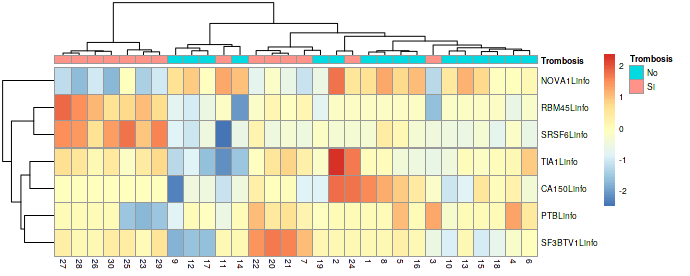 Trombosis
NOVA1Linfo
RBM45Linfo
SRSF6Linfo
TIA1Linfo
CA150Linfo
PTBLinfo
SF3BTV1Linfo
27 28 26 30 25 23 29 9 12 17 11 14 22 20 21 7 19 2 24 1 8 5 16 3 10 13 15 18 4 6
2
1
0
-1
-2
Trombosis
No
Si